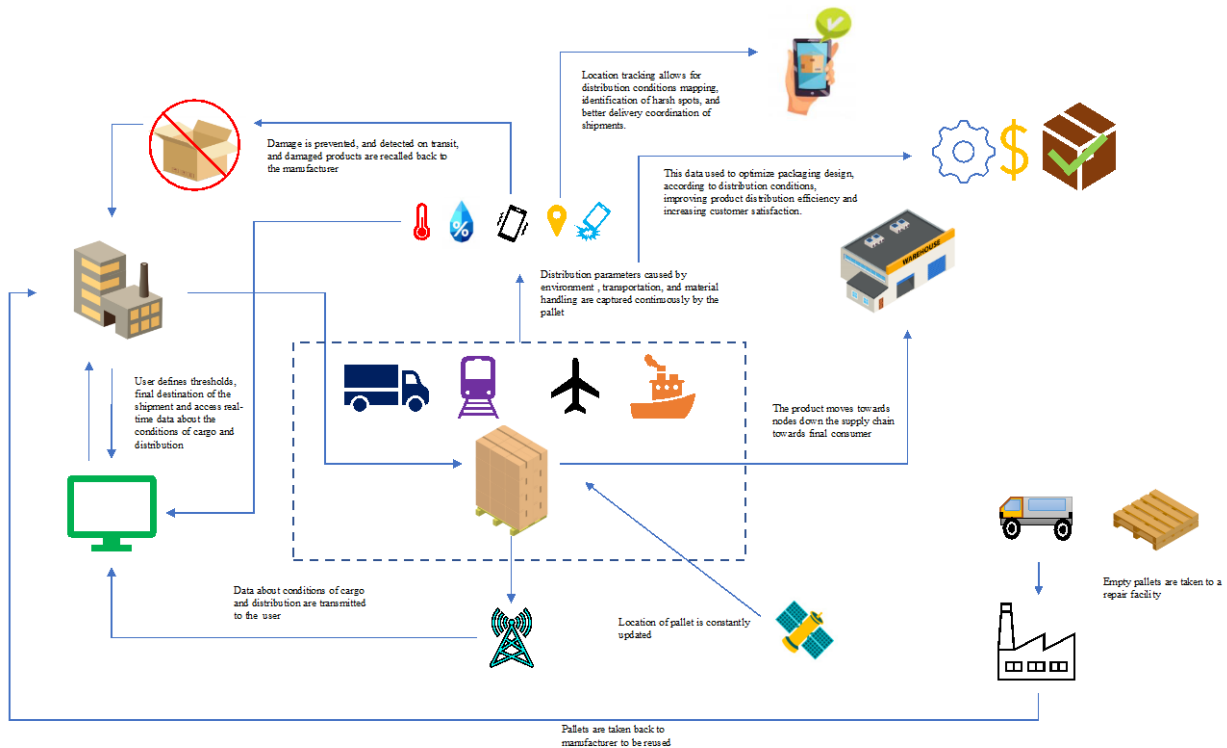 Location tracking allows for
distribution conditions mapping,
identification of harsh spots, and
better delivery coordination of
shipments.
Damage is prevented, and detected on transit,
and damaged products are recalled back to
the manufacturer
This data used to optimize packaging design,
according to distribution conditions,
improving product distribution efficiency and
increasing customer satisfaction.
%
$
WAREHOUSE
Distribution parameters caused by
environment , transportation, and material
handling are captured continuously by the
pallet
User defines thresholds,
final destination of the
shipment and access real-
time data about the
conditions of cargo and
distribution
The product moves towards
nodes down the supply chain
towards final consumer
Empty pallets are taken to a
repair facility
Data about conditions of cargo
and distribution are transmitted
to the user
Location of pallet is constantly
updated
Pallets are taken back to
manufacturer to be reused